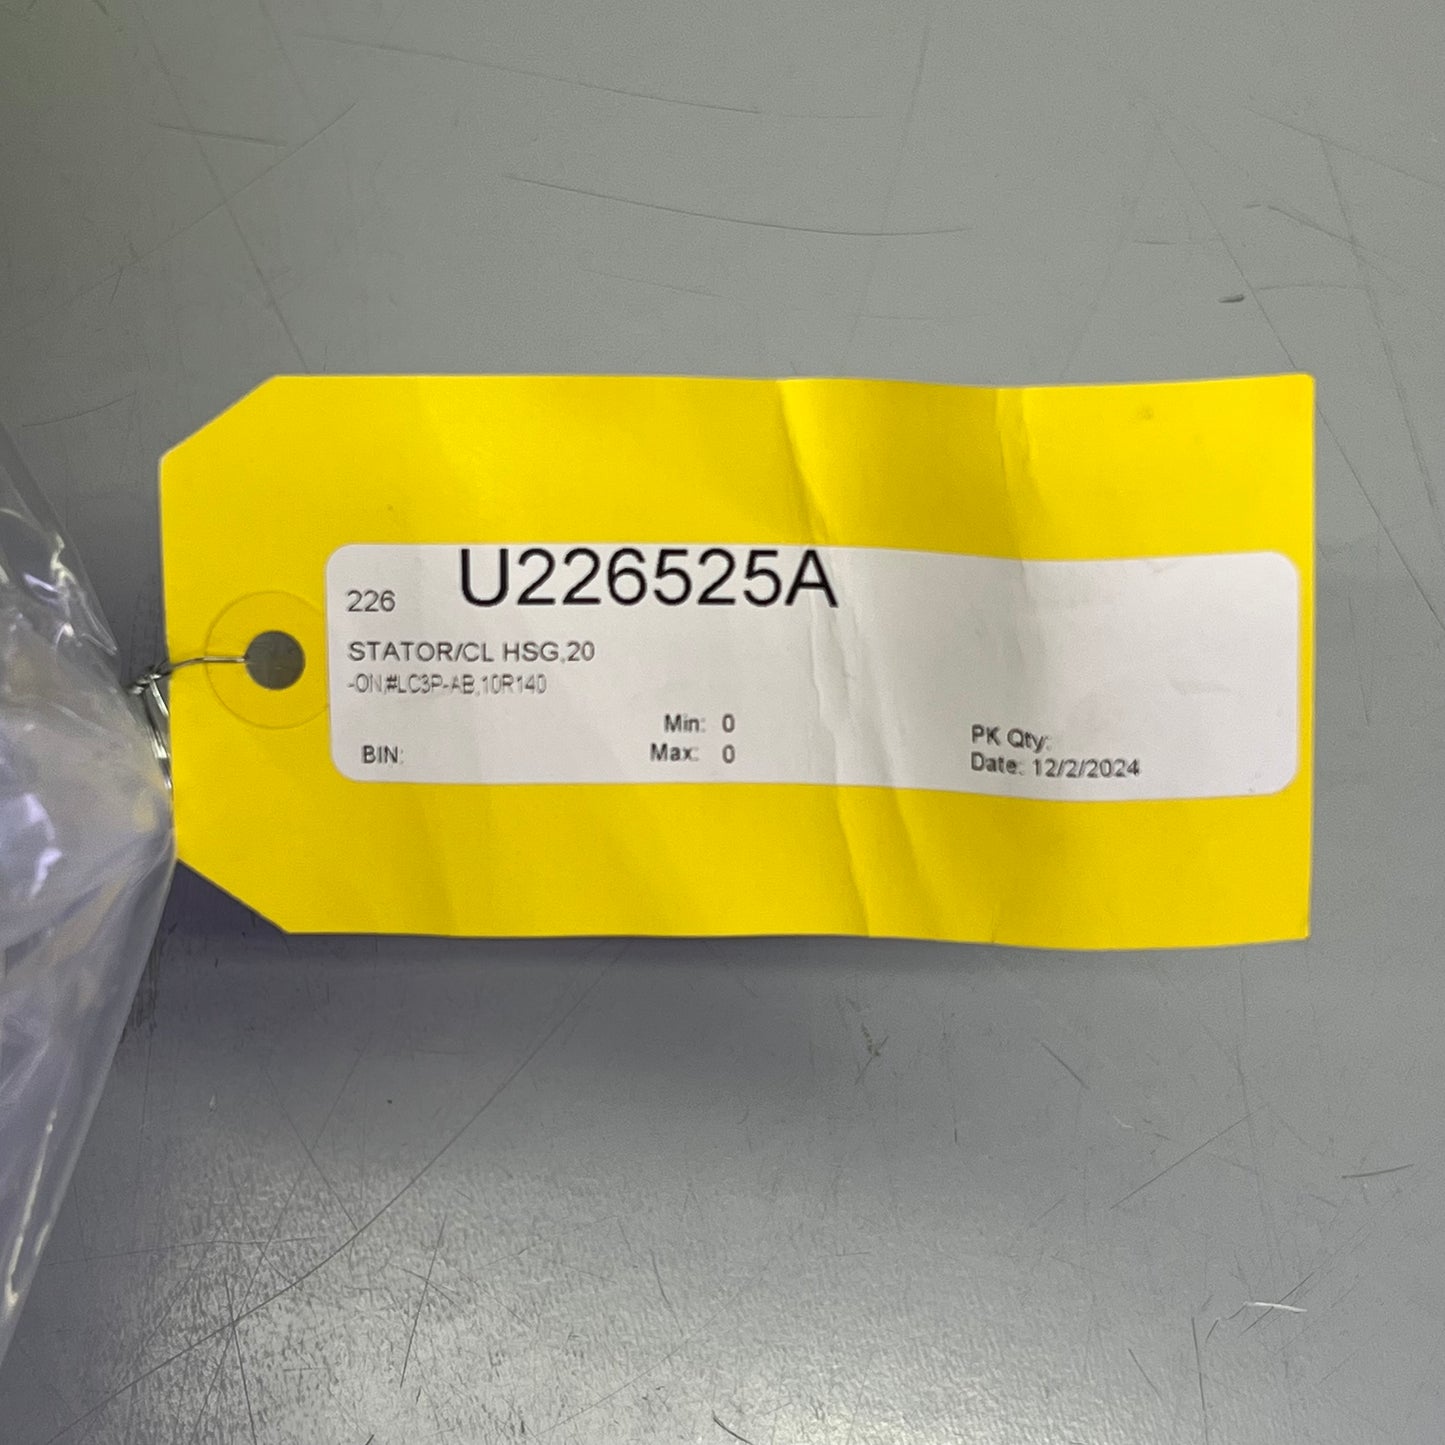 226 U226525A
STATOR/CL HSG,20
-ON,#LC3P-AB,10R140
Min: 0
BIN: Max: 0
PK Qty:
Date: 12/2/2024